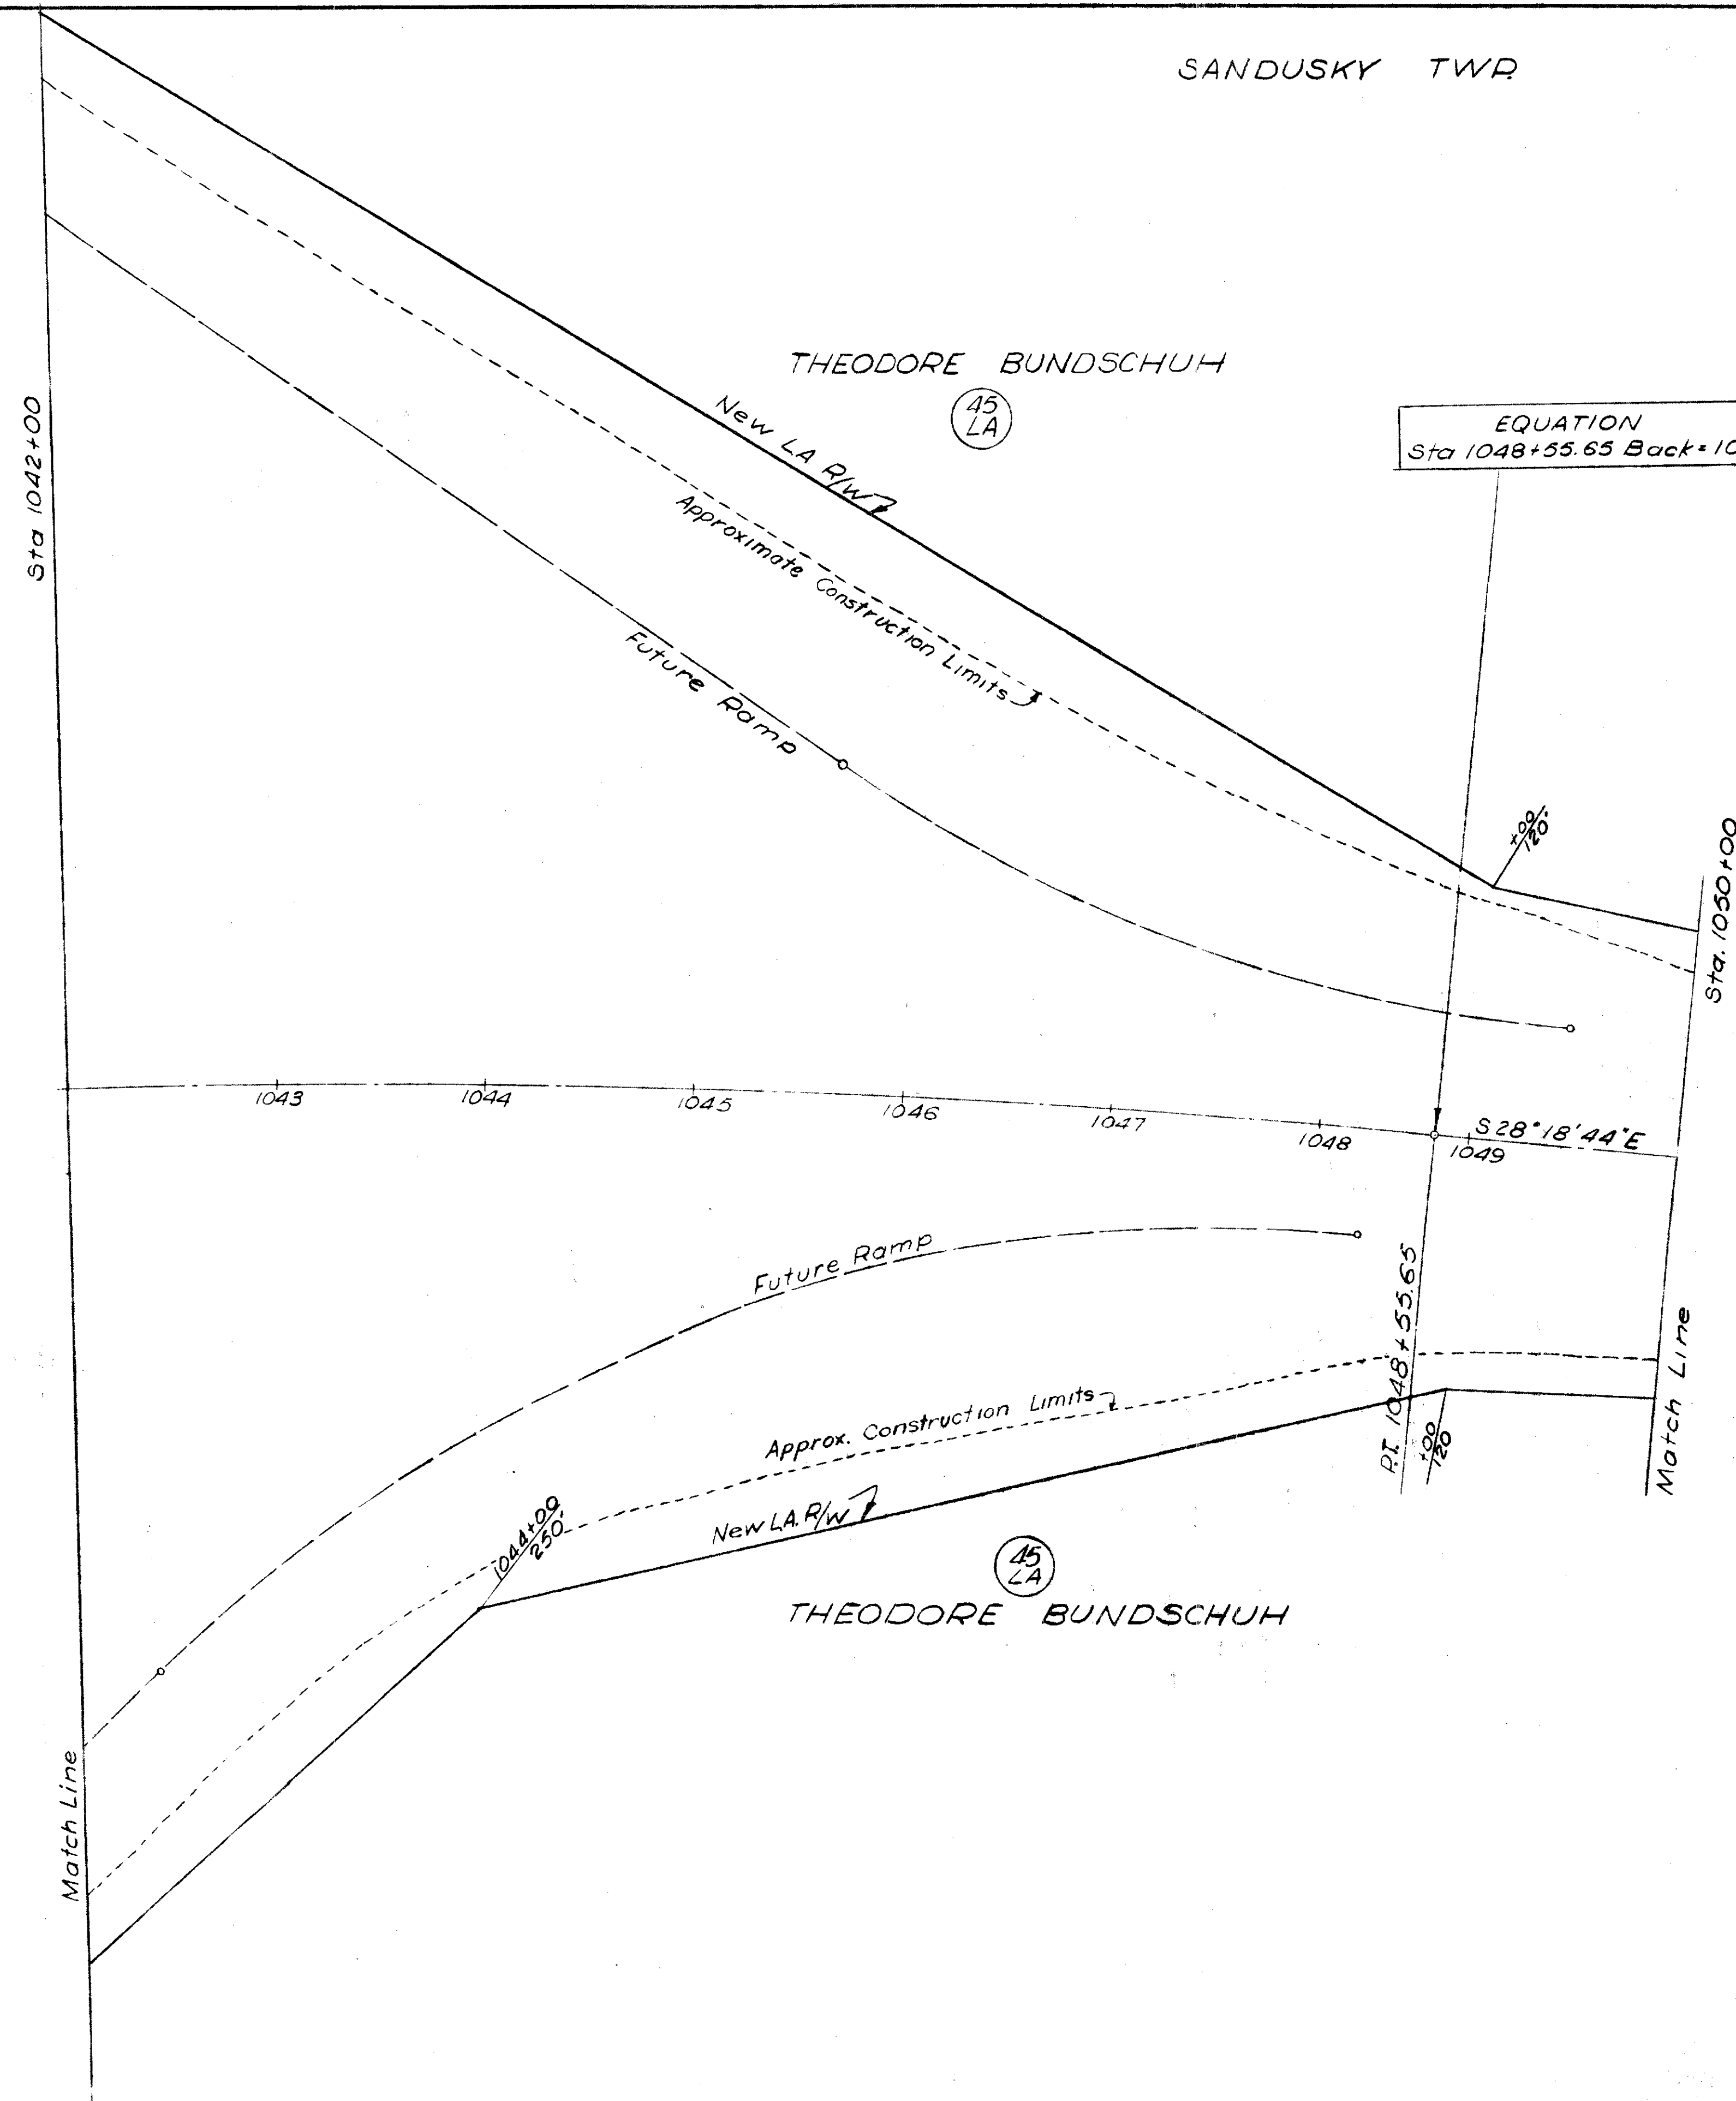 SANDUSKY TWP.
THEODORE BUNDSCHUH
45
LA
EQUATION
Sta 1048+55.65 Back = 10
Sta 1042+00
New LA R/W
Approximate Construction Limits
Future Ramp
+00
120'
Sta. 1050+00
1043
1044
1045
1046
1047
1048
1049
S 28° 18' 44" E
Future Ramp
P.T. 1048+55.65
Match Line
Approx. Construction Limits
+00
120
New LA. R/W
1044+00
250'
45
LA
THEODORE BUNDSCHUH
Match Line